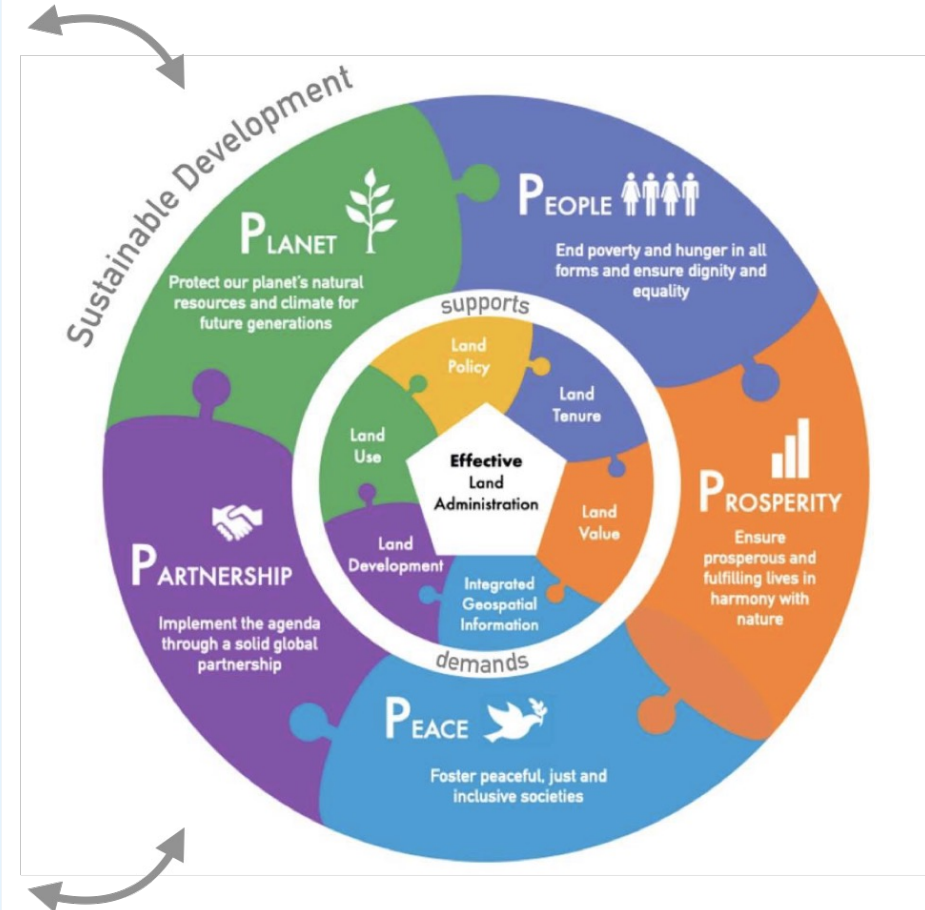 Sustainable Development
PLANET
Protect our planet's natural
resources and climate for
future generations
PEOPLE
End poverty and hunger in all
forms and ensure dignity and
equality
PROSPERITY
Ensure
prosperous and
fulfilling lives in
harmony with
nature
PEACE
Foster peaceful, just and
inclusive societies
PARTNERSHIP
Implement the agenda
through a solid global
partnership
supports
Land
Policy
Land
Tenure
Land
Value
Integrated
Geospatial
Information
Land
Development
Land
Use
Effective
Land
Administration
demands